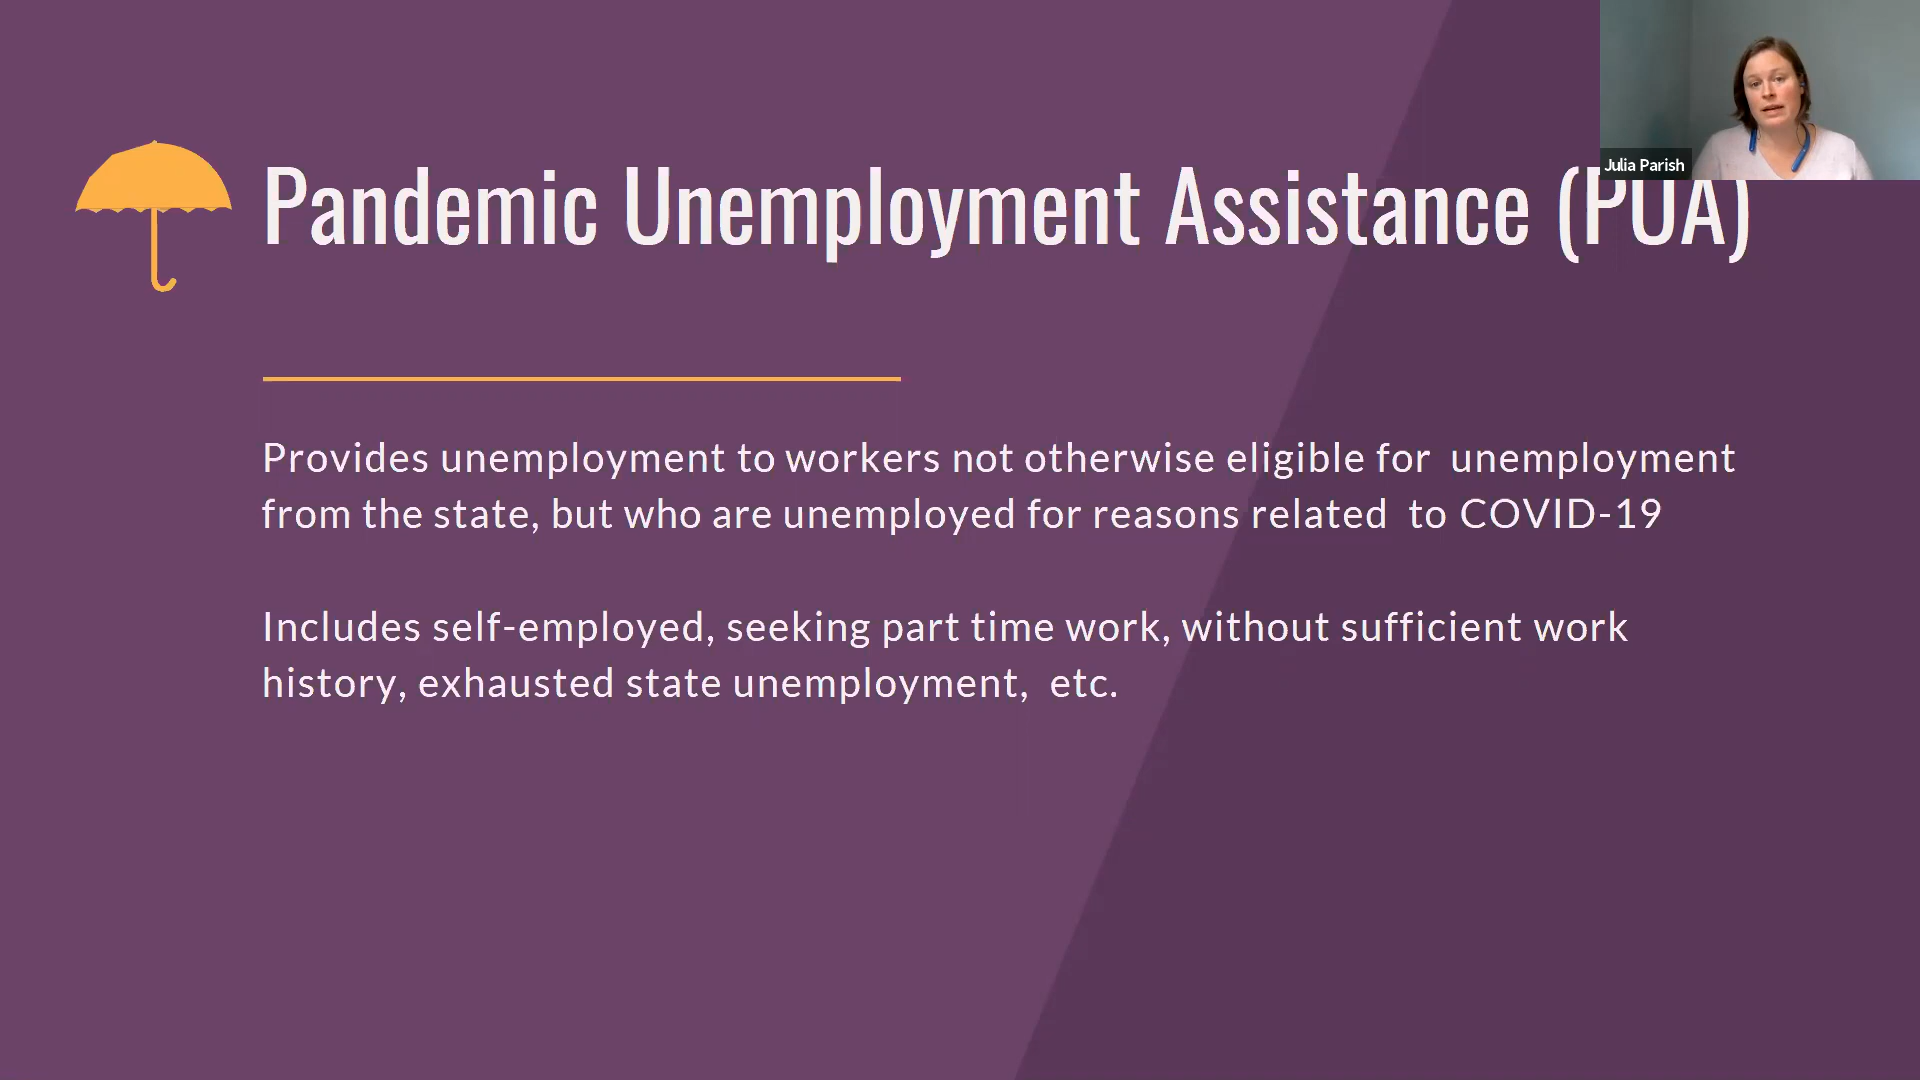 Julia Parish
Pandemic Unemployment Assistance (PUA)
Provides unemployment to workers not otherwise eligible for unemployment
from the state, but who are unemployed for reasons related to COVID-19
Includes self-employed, seeking part time work, without sufficient work
history, exhausted state unemployment, etc.